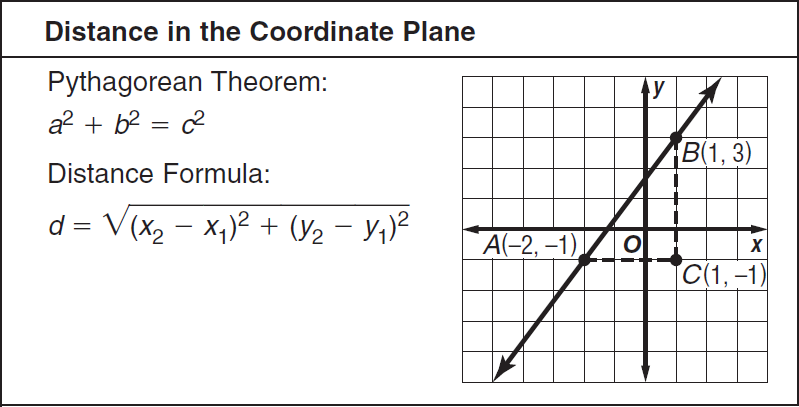 Distance in the Coordinate Plane
Pythagorean Theorem:
a² + b² = c²
Distance Formula:
d = √(x₂ − x₁)² + (y₂ − y₁)²
y
B(1, 3)
A(–2, –1)
O
x
C(1, –1)